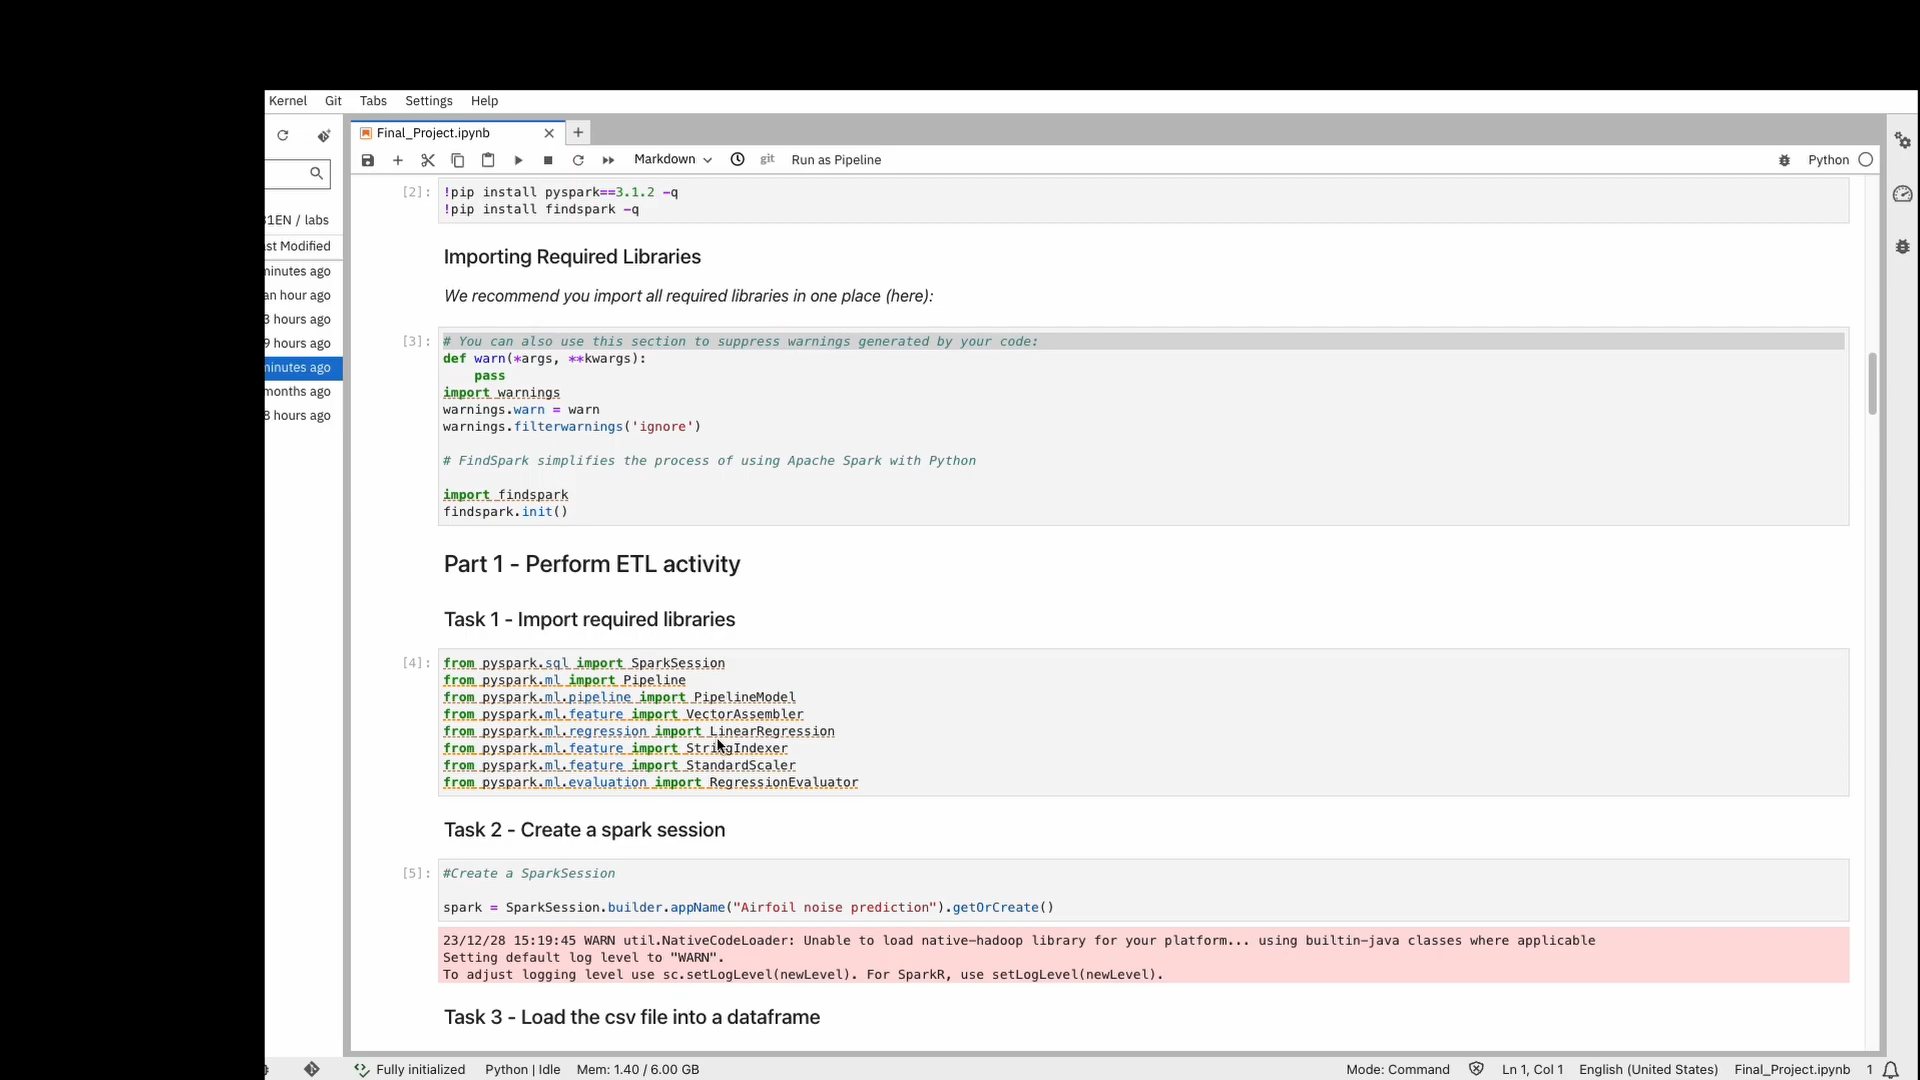 Kernel Git Tabs Settings Help
Final_Project.ipynb
Markdown git Run as Pipeline Python
1EN / labs
st Modified
minutes ago
an hour ago
3 hours ago
9 hours ago
minutes ago
months ago
8 hours ago
[2]:
!pip install pyspark==3.1.2 -q
!pip install findspark -q
Importing Required Libraries
We recommend you import all required libraries in one place (here):
[3]:
# You can also use this section to suppress warnings generated by your code:
def warn(*args, **kwargs):
    pass
import warnings
warnings.warn = warn
warnings.filterwarnings('ignore')
# FindSpark simplifies the process of using Apache Spark with Python
import findspark
findspark.init()
Part 1 - Perform ETL activity
Task 1 - Import required libraries
[4]:
from pyspark.sql import SparkSession
from pyspark.ml import Pipeline
from pyspark.ml.pipeline import PipelineModel
from pyspark.ml.feature import VectorAssembler
from pyspark.ml.regression import LinearRegression
from pyspark.ml.feature import StringIndexer
from pyspark.ml.feature import StandardScaler
from pyspark.ml.evaluation import RegressionEvaluator
Task 2 - Create a spark session
[5]:
#Create a SparkSession
spark = SparkSession.builder.appName("Airfoil noise prediction").getOrCreate()
23/12/28 15:19:45 WARN util.NativeCodeLoader: Unable to load native-hadoop library for your platform... using builtin-java classes where applicable
Setting default log level to "WARN".
To adjust logging level use sc.setLogLevel(newLevel). For SparkR, use setLogLevel(newLevel).
Task 3 - Load the csv file into a dataframe
Fully initialized Python | Idle Mem: 1.40 / 6.00 GB Mode: Command Ln 1, Col 1 English (United States) Final_Project.ipynb 1